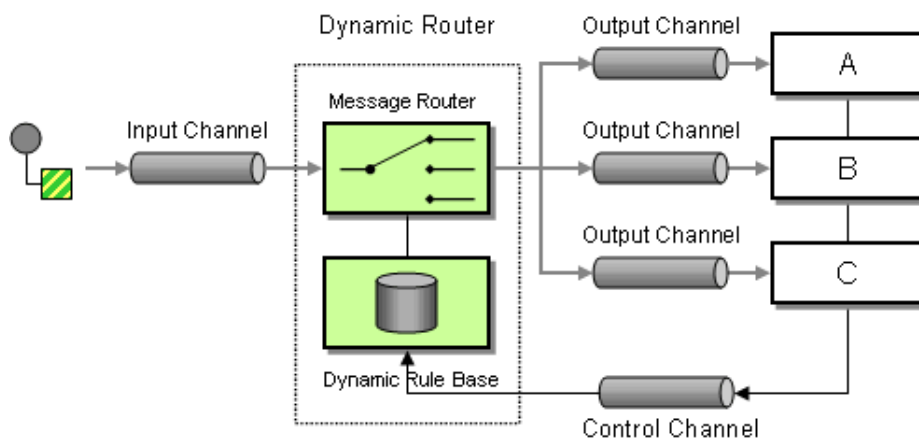 Dynamic Router
Output Channel
A
Message Router
Input Channel
Output Channel
B
Output Channel
C
Dynamic Rule Base
Control Channel